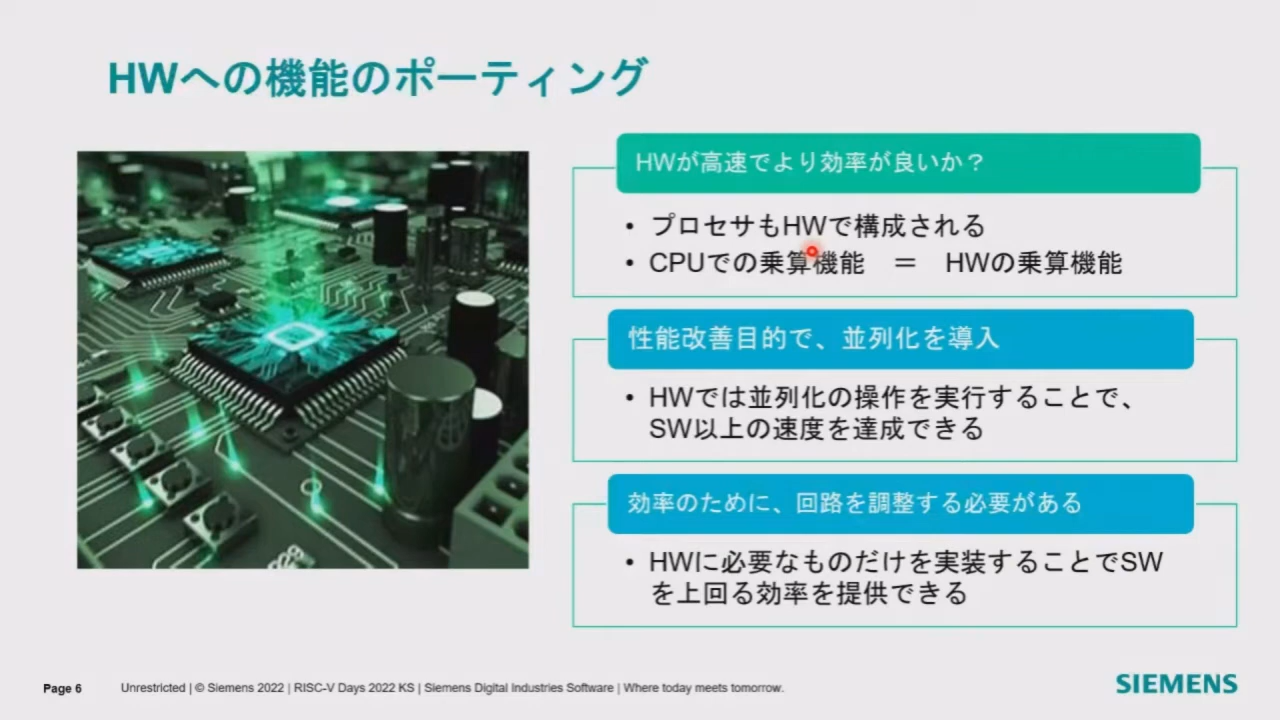 HWへの機能のポーティング
HWが高速でより効率が良いか？
• プロセサもHWで構成される
• CPUでの乗算機能 ＝ HWの乗算機能
性能改善目的で、並列化を導入
• HWでは並列化の操作を実行することで、
SW以上の速度を達成できる
効率のために、回路を調整する必要がある
• HWに必要なものだけを実装することでSW
を上回る効率を提供できる
Page 6 Unrestricted | © Siemens 2022 | RISC-V Days 2022 KS | Siemens Digital Industries Software | Where today meets tomorrow.
SIEMENS